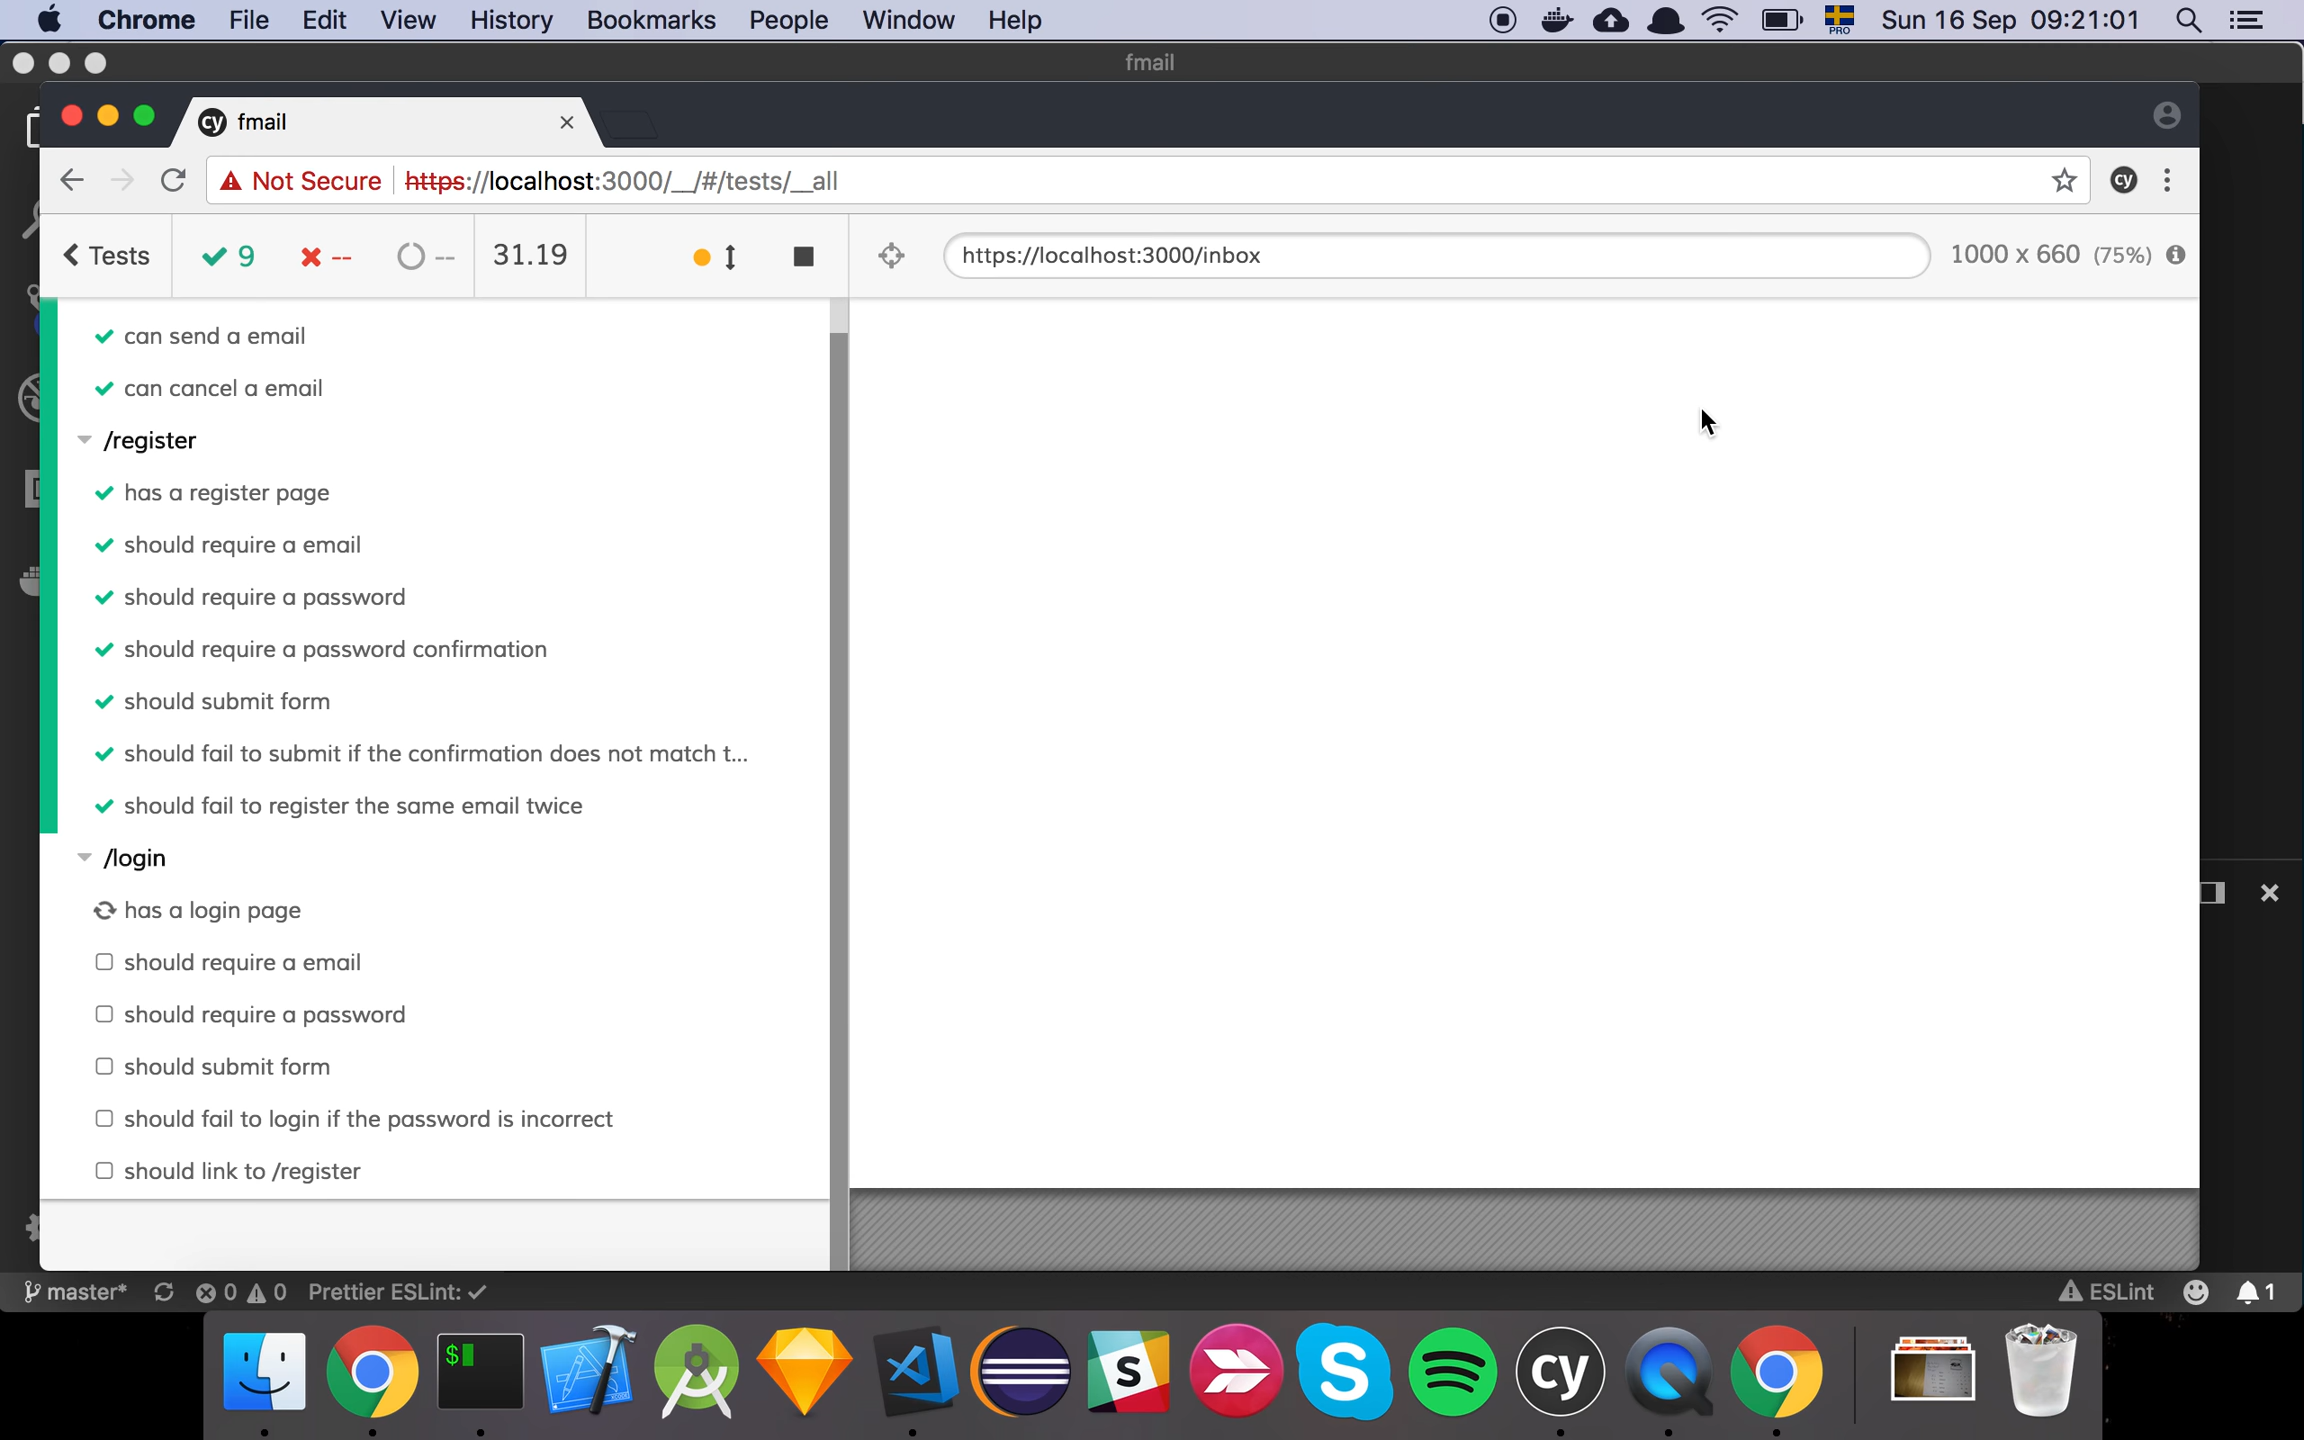 Chrome File Edit View History Bookmarks People Window Help PRO Sun 16 Sep 09:21:01
fmail
cy fmail
Not Secure https://localhost:3000/__/#/tests/__all cy
Tests 9 -- -- 31.19 https://localhost:3000/inbox 1000 x 660 (75%)
can send a email
can cancel a email
/register
has a register page
should require a email
should require a password
should require a password confirmation
should submit form
should fail to submit if the confirmation does not match t...
should fail to register the same email twice
/login
has a login page
should require a email
should require a password
should submit form
should fail to login if the password is incorrect
should link to /register
master* 0 0 Prettier ESLint: ESLint 1
$ S S cy